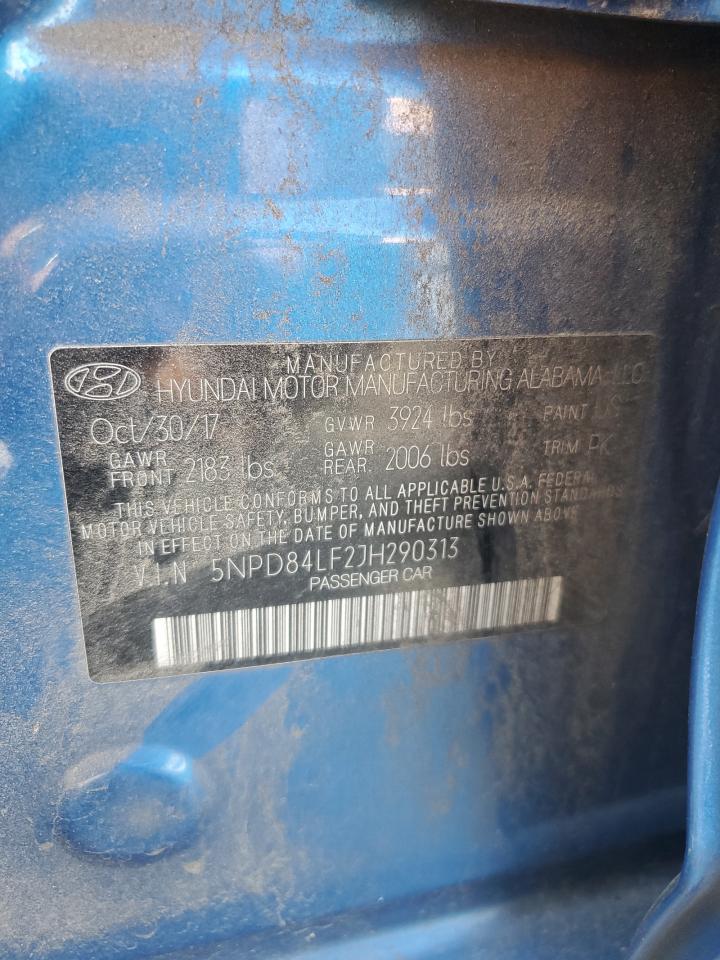 MANUFACTURED BY
HYUNDAI MOTOR MANUFACTURING ALABAMA, LLC
Oct/30/17 GVWR 3924 lbs PAINT
GAWR FRONT 2183 lbs GAWR REAR. 2006 lbs TRIM PK
THIS VEHICLE CONFORMS TO ALL APPLICABLE U.S.A. FEDERAL
MOTOR VEHICLE SAFETY, BUMPER, AND THEFT PREVENTION STANDARDS
IN EFFECT ON THE DATE OF MANUFACTURE SHOWN ABOVE
V.I.N 5NPD84LF2JH290313
PASSENGER CAR